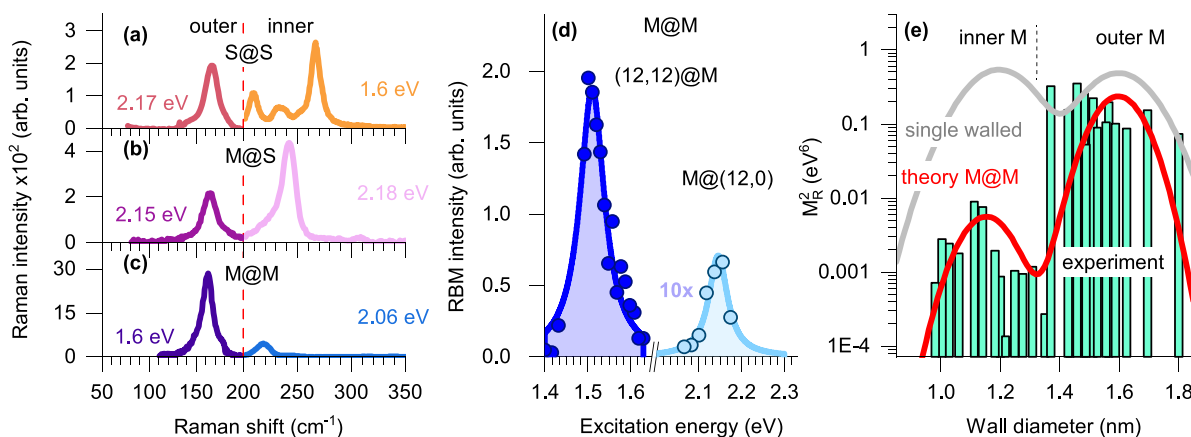 (a)
outer
S@S
inner
3
2
1
0
2.17 eV
1.6 eV
(b)
M@S
4
2
0
2.15 eV
2.18 eV
(c)
M@M
30
15
0
1.6 eV
2.06 eV
50
100
150
200
250
300
350
Raman shift (cm⁻¹)
Raman intensity x10² (arb. units)
(d)
M@M
(12,12)@M
M@(12,0)
10x
2.0
1.5
1.0
0.5
0.0
1.4
1.5
1.6
2.1
2.2
2.3
Excitation energy (eV)
RBM intensity (arb. units)
(e)
inner M
outer M
single walled
theory M@M
experiment
1
0.1
0.01
0.001
1E-4
1.0
1.2
1.4
1.6
1.8
Wall diameter (nm)
M²R (eV⁶)